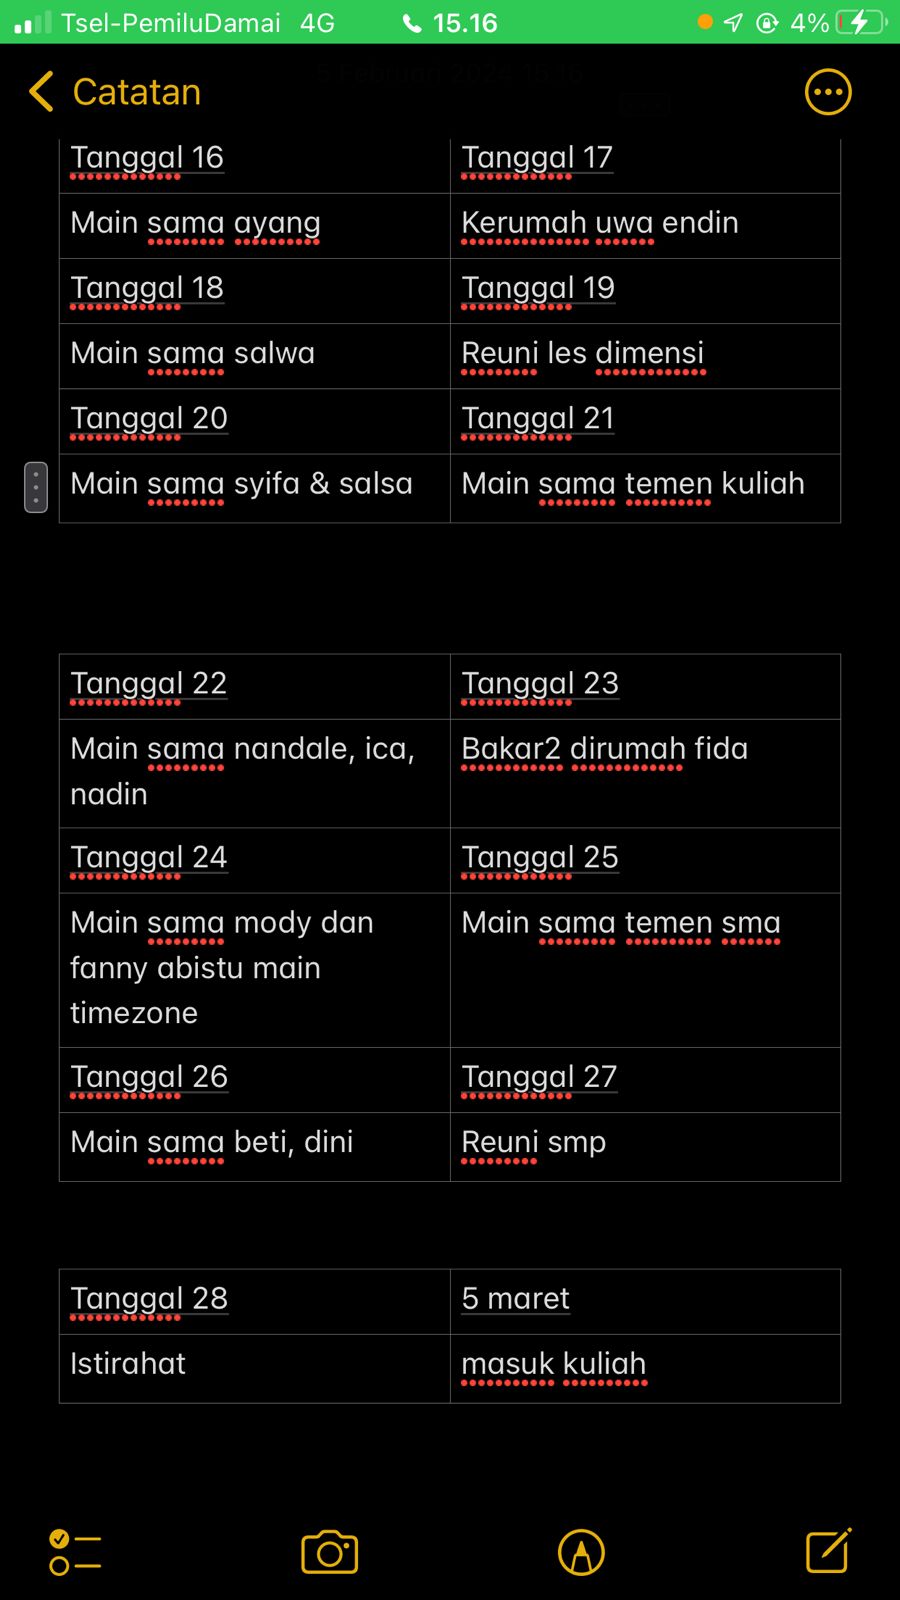 Tsel-PemiluDamai 4G 15.16 4%
Catatan
Tanggal 16 Tanggal 17
Main sama ayang Kerumah uwa endin
Tanggal 18 Tanggal 19
Main sama salwa Reuni les dimensi
Tanggal 20 Tanggal 21
Main sama syifa & salsa Main sama temen kuliah
Tanggal 22 Tanggal 23
Main sama nandale, ica, Bakar2 dirumah fida
nadin
Tanggal 24 Tanggal 25
Main sama mody dan Main sama temen sma
fanny abistu main
timezone
Tanggal 26 Tanggal 27
Main sama beti, dini Reuni smp
Tanggal 28 5 maret
Istirahat masuk kuliah